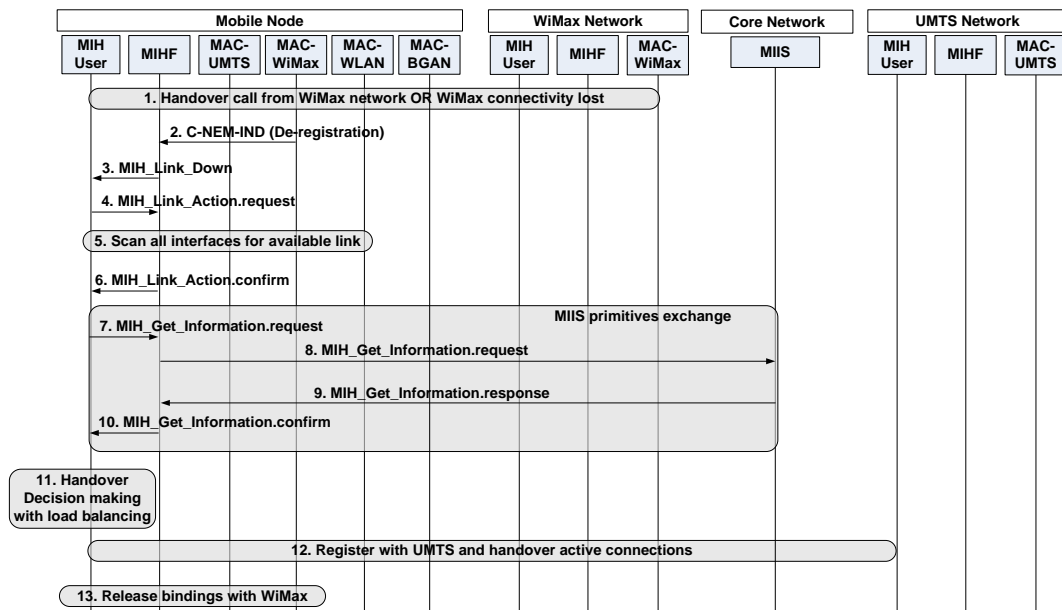 Mobile Node
WiMax Network
Core Network
UMTS Network
MIH User
MIHF
MAC-UMTS
MAC-WiMax
MAC-WLAN
MAC-BGAN
MIH User
MIHF
MAC-WiMax
MIIS
MIH User
MIHF
MAC-UMTS
1. Handover call from WiMax network OR WiMax connectivity lost
2. C-NEM-IND (De-registration)
3. MIH_Link_Down
4. MIH_Link_Action.request
5. Scan all interfaces for available link
6. MIH_Link_Action.confirm
MIIS primitives exchange
7. MIH_Get_Information.request
8. MIH_Get_Information.request
9. MIH_Get_Information.response
10. MIH_Get_Information.confirm
11. Handover
Decision making
with load balancing
12. Register with UMTS and handover active connections
13. Release bindings with WiMax